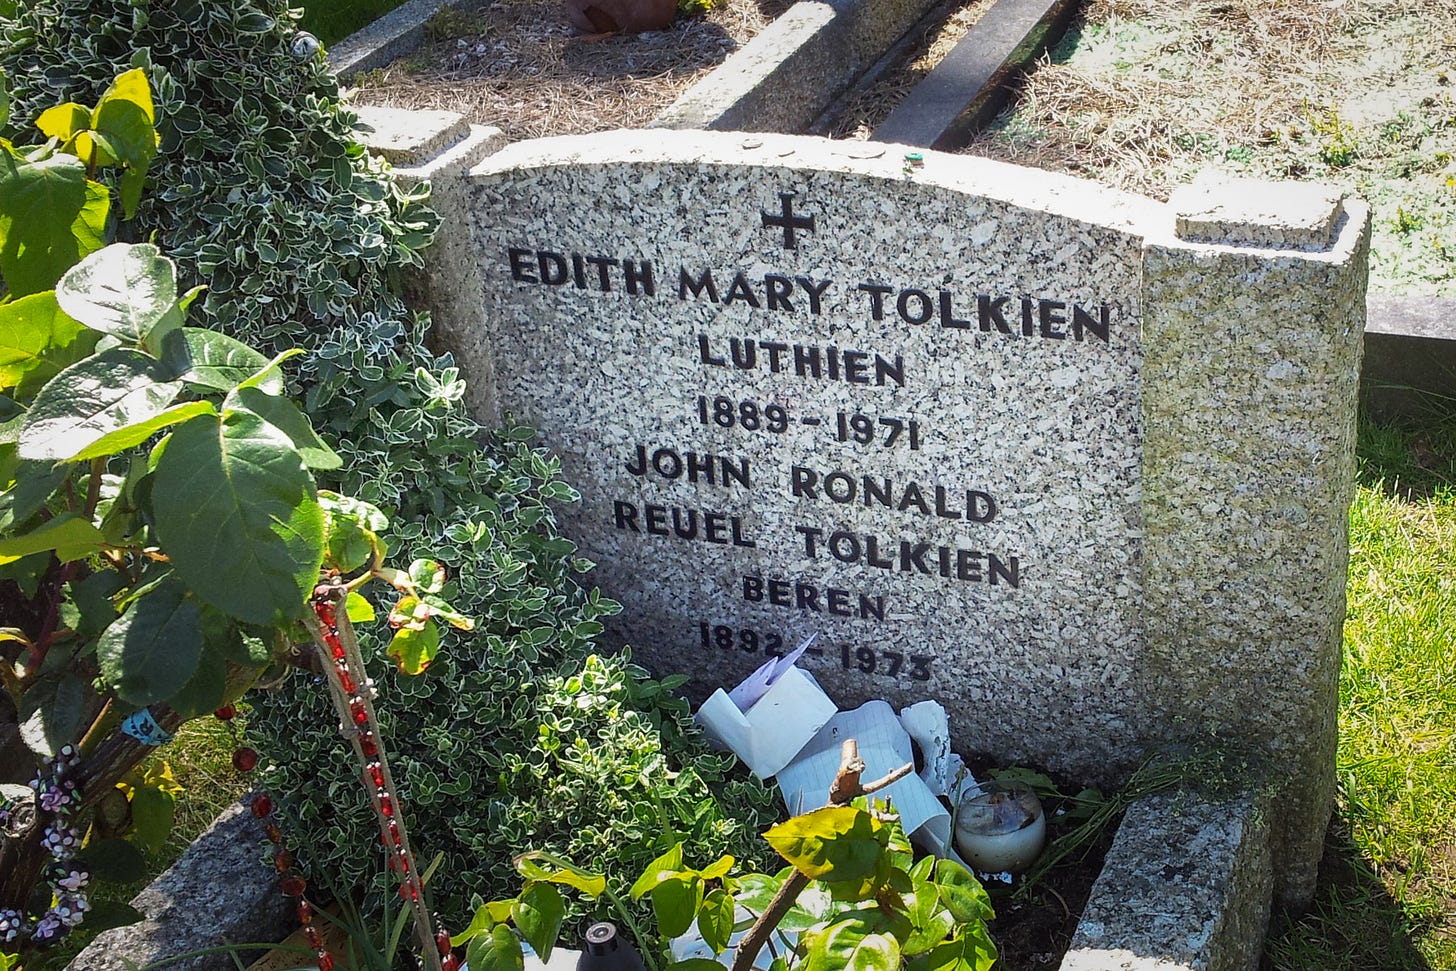 EDITH MARY TOLKIEN
LUTHIEN
1889 - 1971
JOHN RONALD
REUEL TOLKIEN
BEREN
1892 - 1973